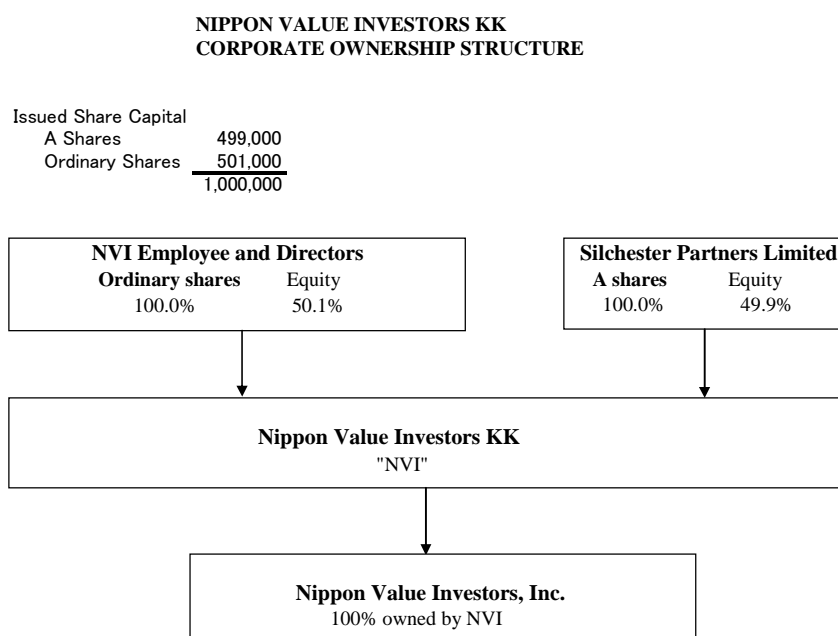 NIPPON VALUE INVESTORS KK
CORPORATE OWNERSHIP STRUCTURE
Issued Share Capital
A Shares 499,000
Ordinary Shares 501,000
1,000,000
NVI Employee and Directors
Ordinary shares Equity
100.0% 50.1%
Silchester Partners Limited
A shares Equity
100.0% 49.9%
Nippon Value Investors KK
"NVI"
Nippon Value Investors, Inc.
100% owned by NVI